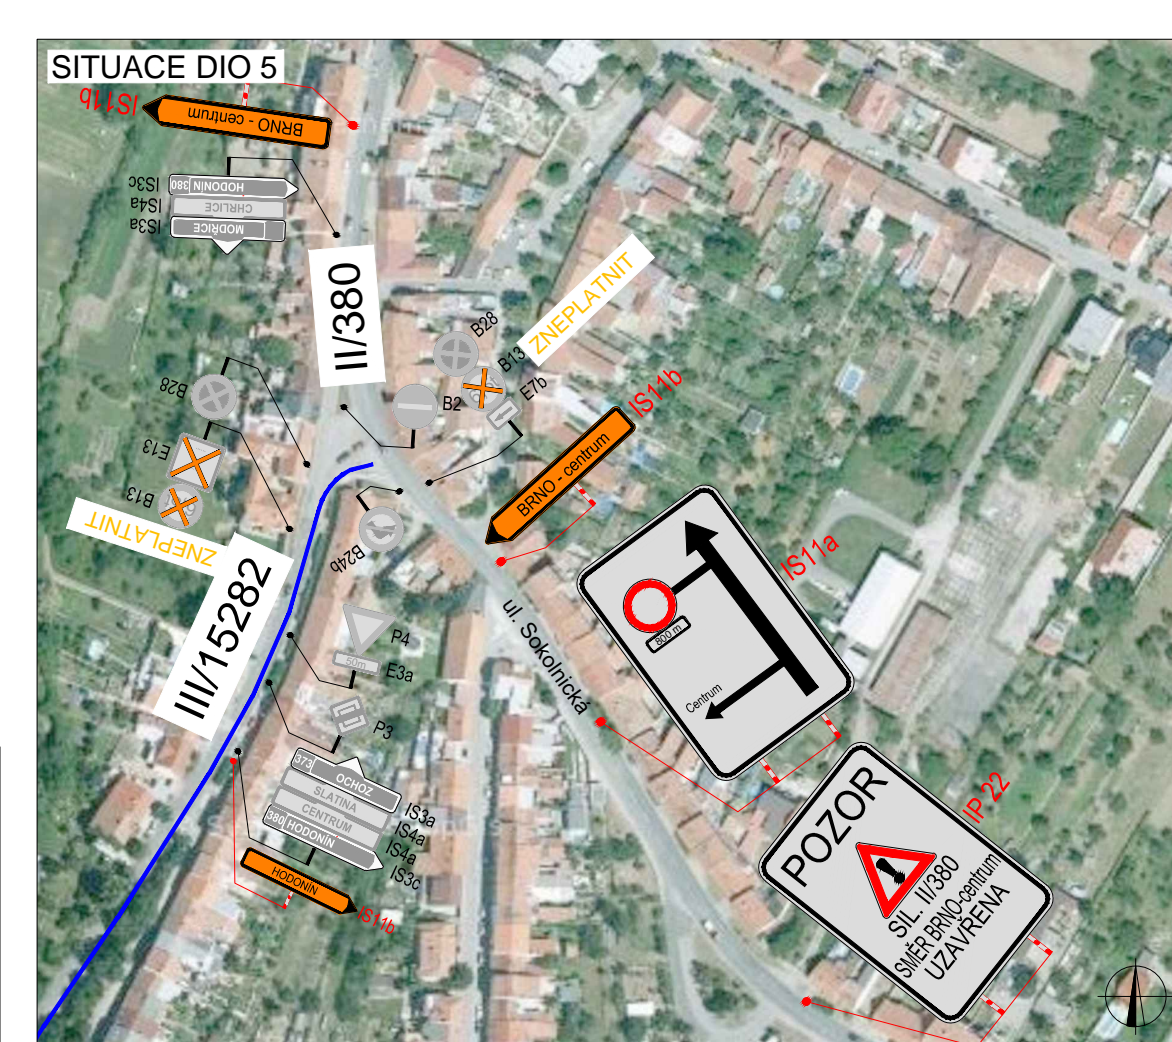 SITUACE DIO 5
IS11b
BRNO - centrum
IS3c
380 HODONÍN
IS4a
CHRLICE
IS3a
MODŘICE
II/380
ZNEPLATNIT
B28
B13
E7b
B2
B28
E13
B13
ZNEPLATNIT
IS11b
BRNO - centrum
B24b
III/15282
ul. Sokolnická
IS11a
800 m
Centrum
P4
50m
E3a
P3
373 OCHOZ
SLATINA
CENTRUM
380 HODONÍN
IS3a
IS4a
IS4a
IS3c
HODONÍN
IS11b
IP 22
POZOR
SIL. II/380
SMĚR BRNO-centrum
UZAVŘENA